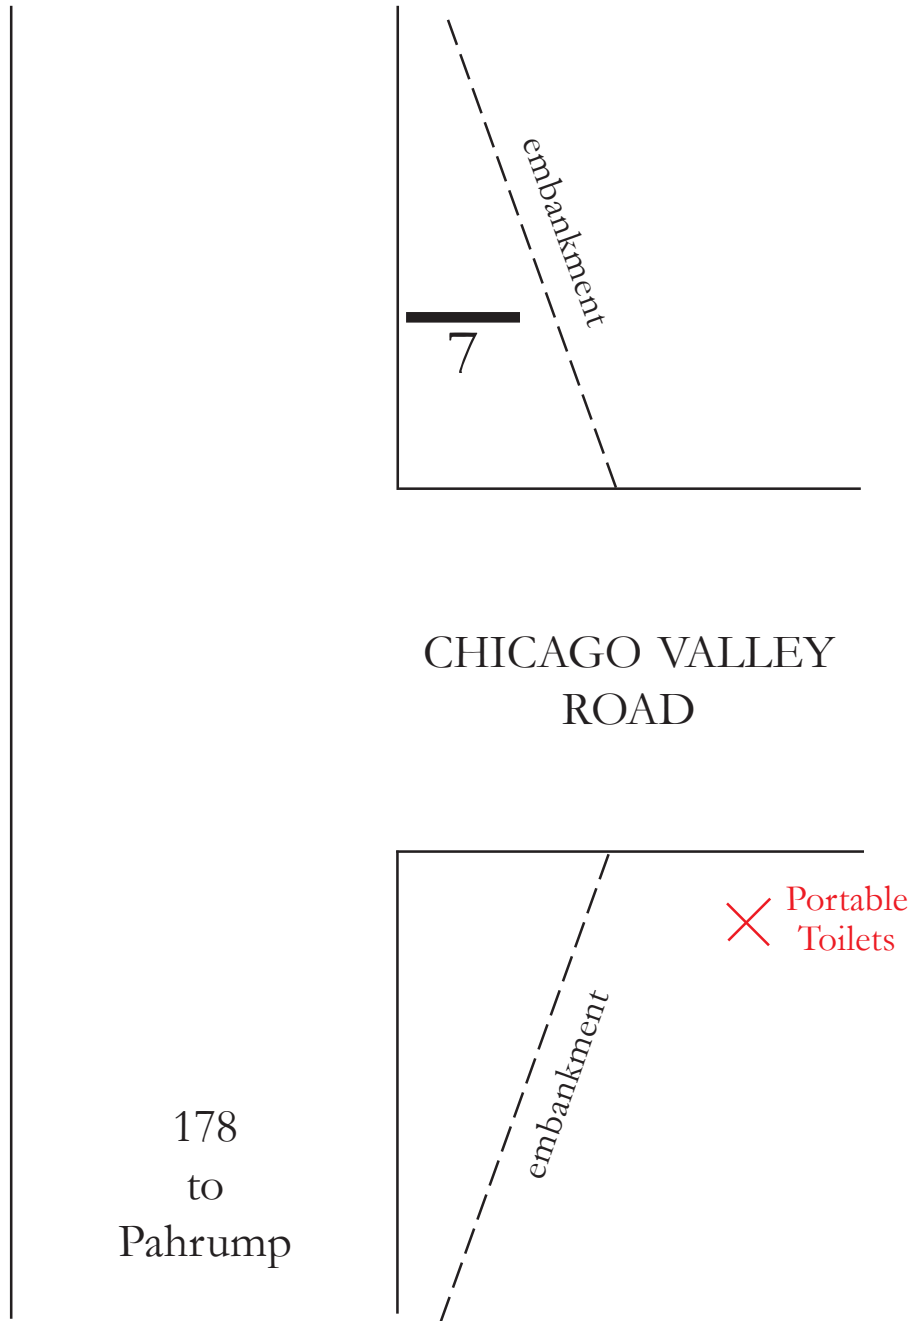 embankment
7
CHICAGO VALLEY
ROAD
Portable
Toilets
embankment
178
to
Pahrump